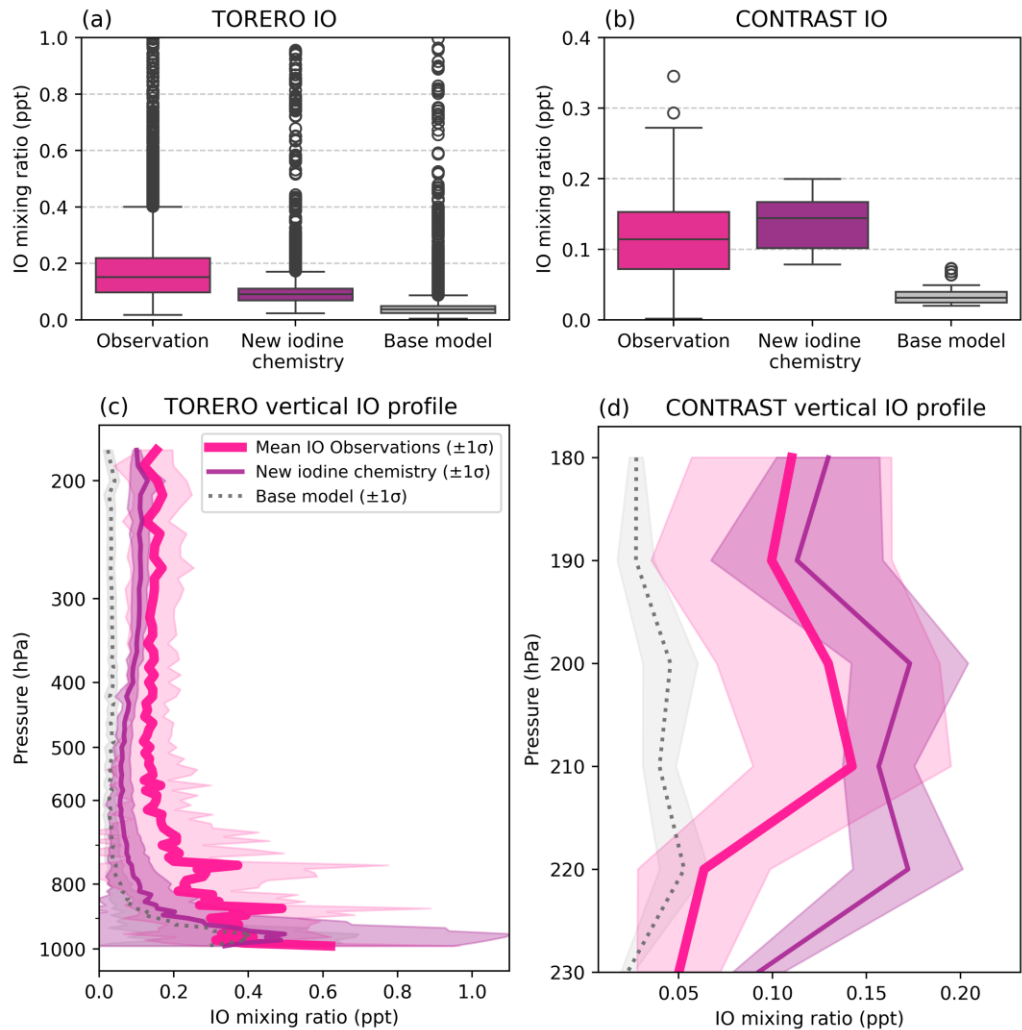 (a) TORERO IO
IO mixing ratio (ppt)
1.0
0.8
0.6
0.4
0.2
0.0
Observation
New iodine
chemistry
Base model
(b) CONTRAST IO
IO mixing ratio (ppt)
0.4
0.3
0.2
0.1
0.0
Observation
New iodine
chemistry
Base model
(c) TORERO vertical IO profile
Mean IO Observations (±1σ)
New iodine chemistry (±1σ)
Base model (±1σ)
Pressure (hPa)
200
300
400
500
600
800
1000
0.0 0.2 0.4 0.6 0.8 1.0
IO mixing ratio (ppt)
(d) CONTRAST vertical IO profile
Pressure (hPa)
180
190
200
210
220
230
0.05 0.10 0.15 0.20
IO mixing ratio (ppt)